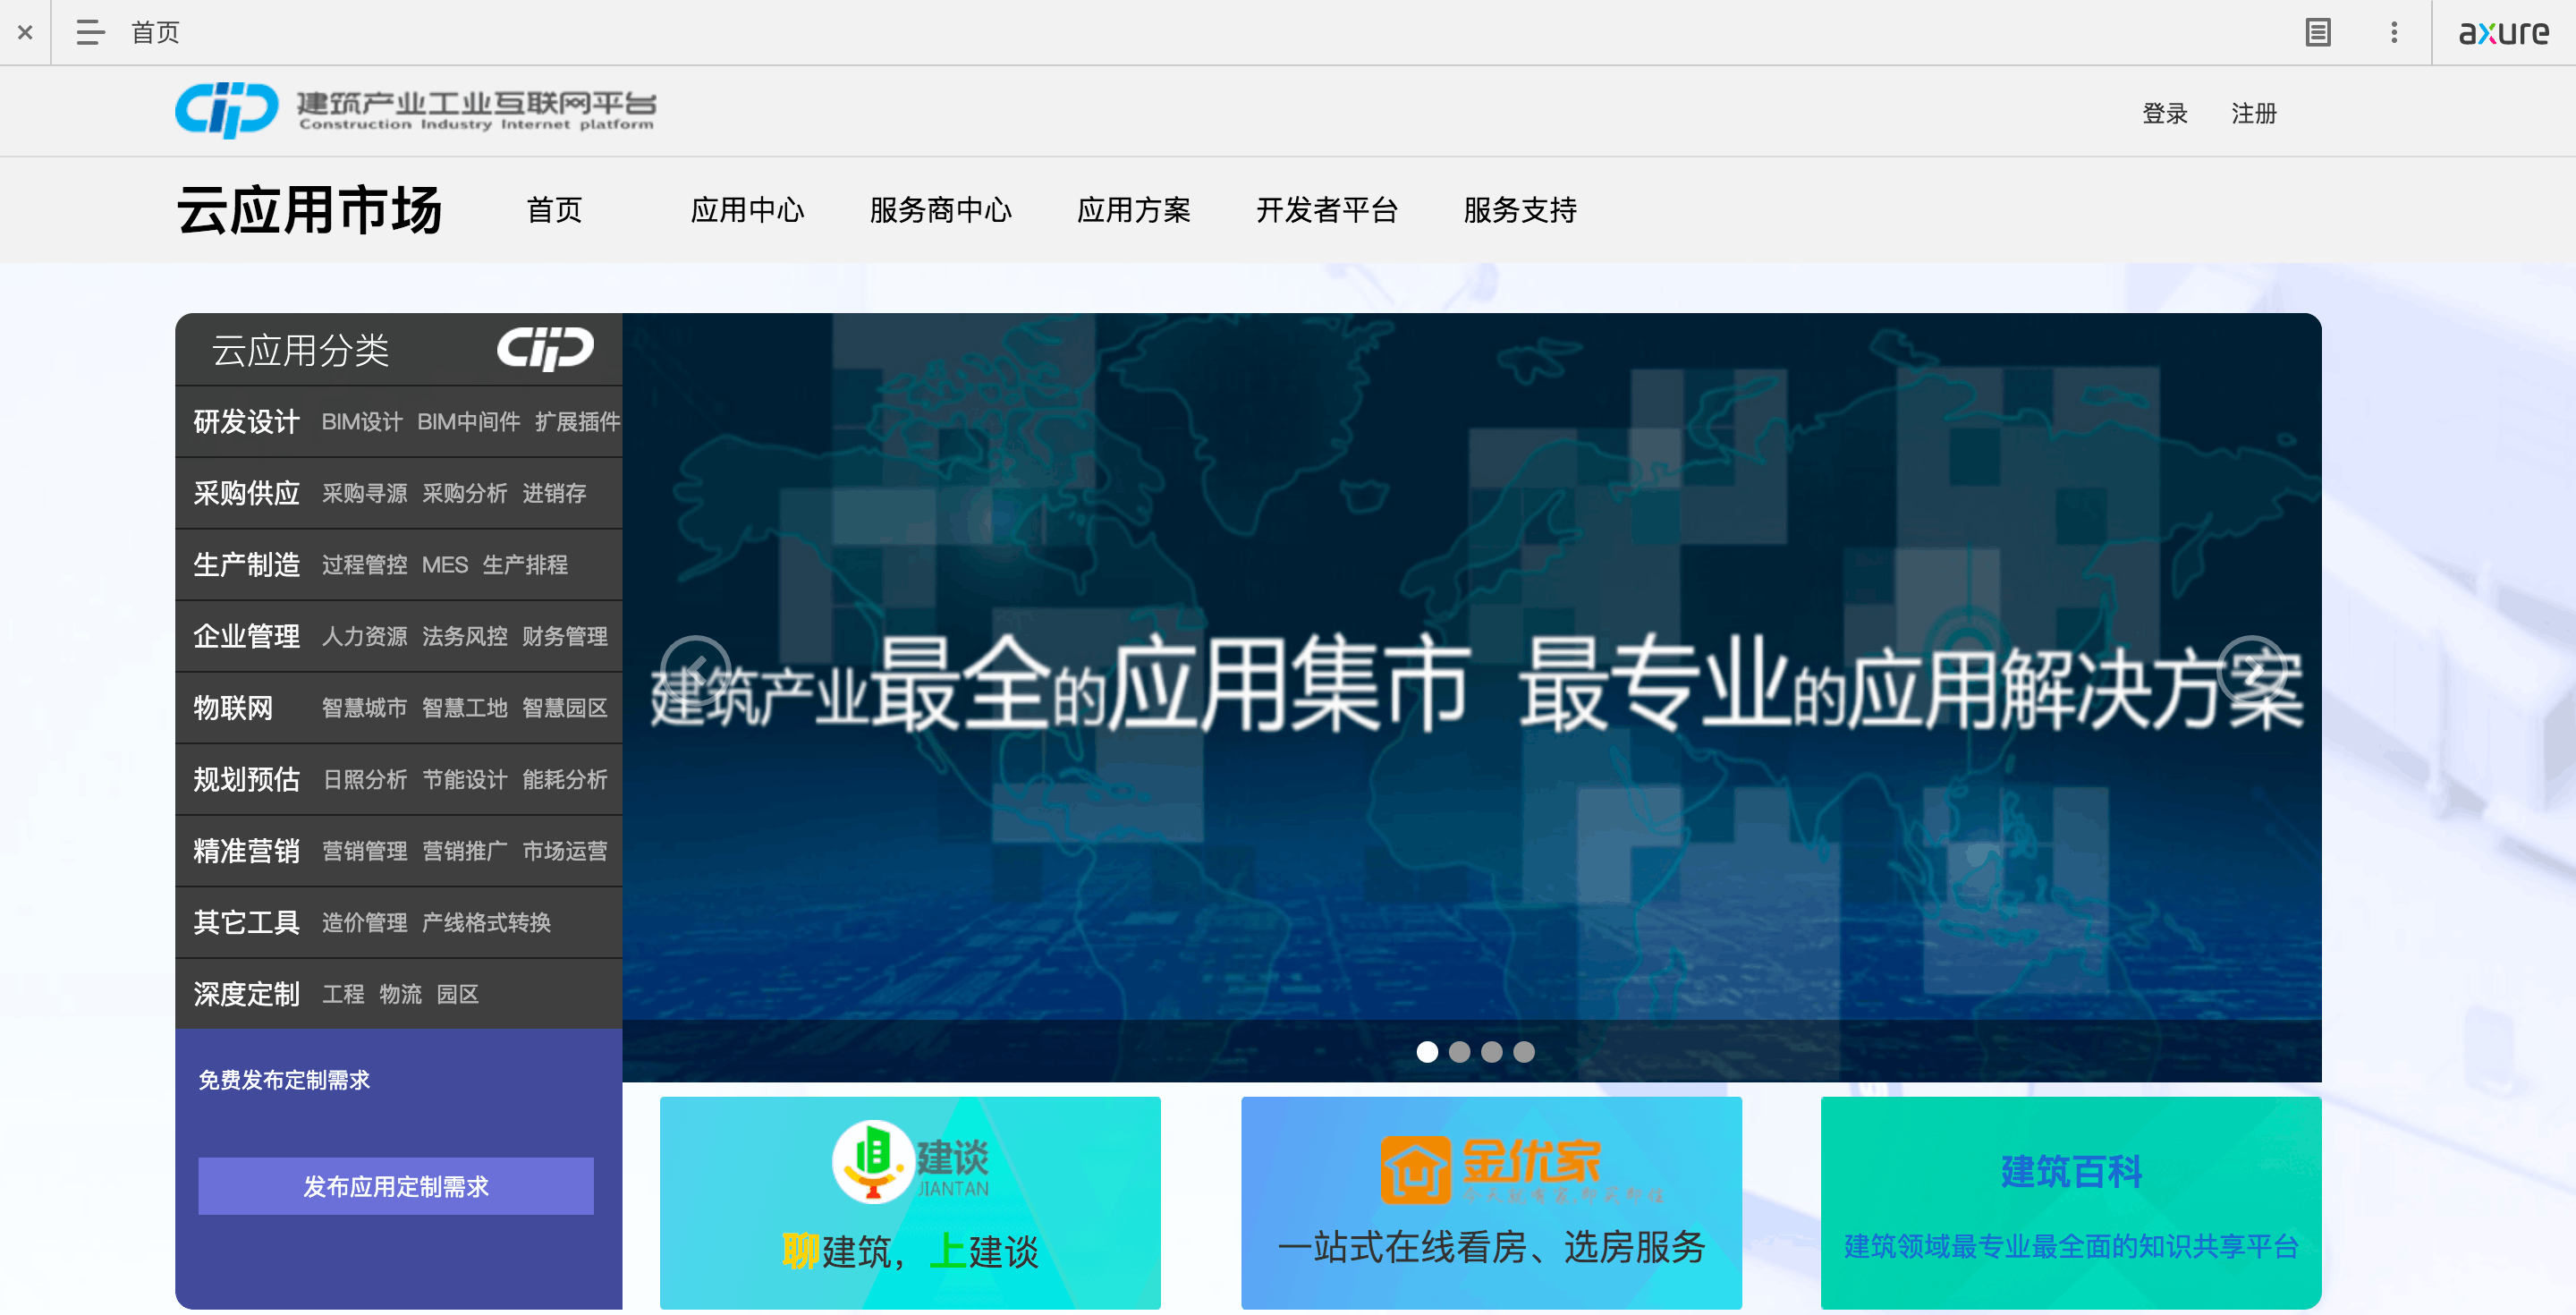 首页
axure
CIIP 建筑产业工业互联网平台
Construction Industry Internet platform
登录 注册
云应用市场 首页 应用中心 服务商中心 应用方案 开发者平台 服务支持
云应用分类 CIIP
研发设计 BIM设计 BIM中间件 扩展插件
采购供应 采购寻源 采购分析 进销存
生产制造 过程管控 MES 生产排程
企业管理 人力资源 法务风控 财务管理
物联网 智慧城市 智慧工地 智慧园区
规划预估 日照分析 节能设计 能耗分析
精准营销 营销管理 营销推广 市场运营
其它工具 造价管理 产线格式转换
深度定制 工程 物流 园区
免费发布定制需求
发布应用定制需求
建筑产业最全的应用集市 最专业的应用解决方案
建谈
JIANTAN
聊建筑，上建谈
金优家
一站式在线看房、选房服务
建筑百科
建筑领域最专业最全面的知识共享平台